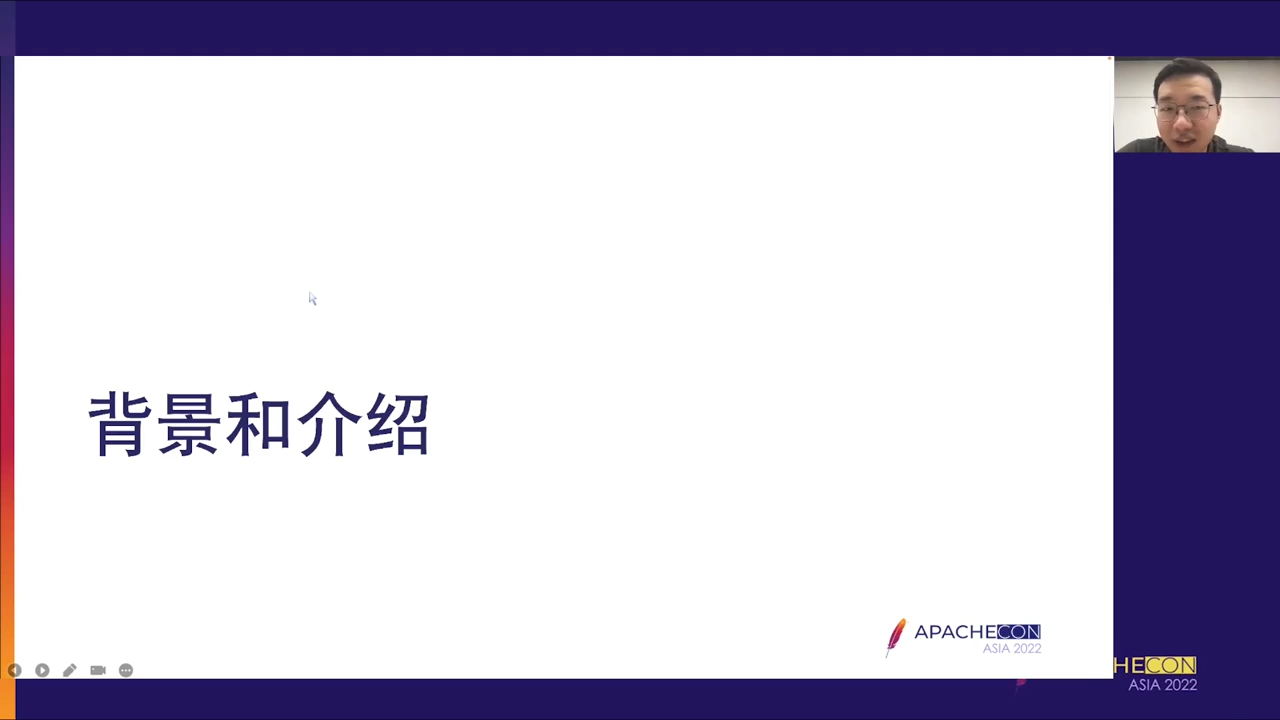 背景和介绍
APACHECON
ASIA 2022
HECON
ASIA 2022